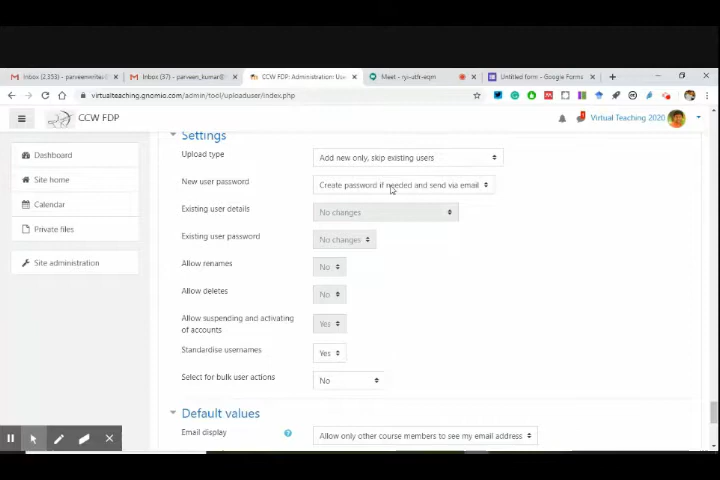 Inbox (2,353) - parveenwrites
Inbox (37) - parveen_kumar@
CCW FDP: Administration: Use
Meet - ryi-utfr-eqm
Untitled form - Google Forms
virtualteaching.gnomio.com/admin/tool/uploaduser/index.php
CCW FDP
Virtual Teaching 2020
Dashboard
Site home
Calendar
Private files
Site administration
Settings
Upload type
Add new only, skip existing users
New user password
Create password if needed and send via email
Existing user details
No changes
Existing user password
No changes
Allow renames
No
Allow deletes
No
Allow suspending and activating
of accounts
Yes
Standardise usernames
Yes
Select for bulk user actions
No
Default values
Email display
Allow only other course members to see my email address